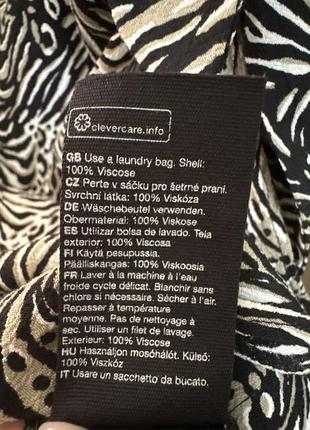 clevercare.info
GB Use a laundry bag. Shell:
100% Viscose
CZ Perte v sáčku pro šetrné praní.
Svrchní látka: 100% Viskóza
DE Wäschebeutel verwenden.
Obermaterial: 100% Viskose
ES Utilizar bolsa de lavado. Tela
exterior: 100% Viscosa
FI Käytä pesupussia.
Päällikangas: 100% Viskoosia
FR Laver à la machine à l'eau
froide cycle délicat. Blanchir sans
chlore si nécessaire. Sécher à l'air.
Repasser à température
moyenne. Pas de nettoyage à
sec. Utiliser un filet de lavage.
Exterieur: 100% Viscose
HU Használjon mosóhálót. Külső:
100% Viszkóz
IT Usare un sacchetto da bucato.